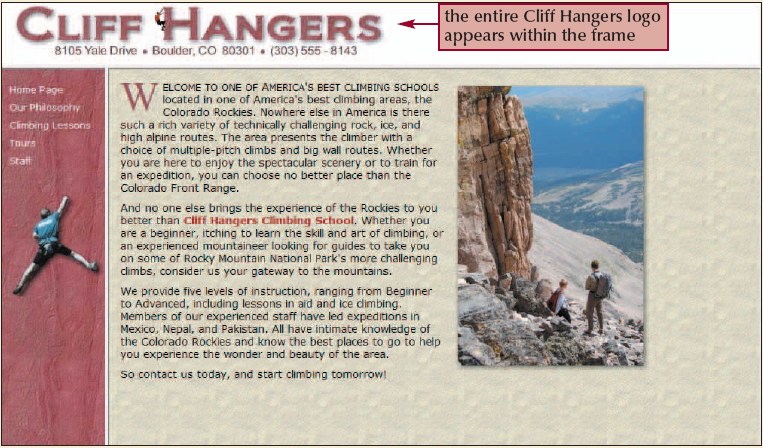 CLIFF HANGERS
8105 Yale Drive • Boulder, CO 80301 • (303) 555 - 8143
the entire Cliff Hangers logo
appears within the frame
Home Page
Our Philosophy
Climbing Lessons
Tours
Staff
WELCOME TO ONE OF AMERICA'S BEST CLIMBING SCHOOLS
located in one of America's best climbing areas, the
Colorado Rockies. Nowhere else in America is there
such a rich variety of technically challenging rock, ice, and
high alpine routes. The area presents the climber with a
choice of multiple-pitch climbs and big wall routes. Whether
you are here to enjoy the spectacular scenery or to train for
an expedition, you can choose no better place than the
Colorado Front Range.
And no one else brings the experience of the Rockies to you
better than Cliff Hangers Climbing School. Whether you
are a beginner, itching to learn the skill and art of climbing, or
an experienced mountaineer looking for guides to take you
on some of Rocky Mountain National Park's more challenging
climbs, consider us your gateway to the mountains.
We provide five levels of instruction, ranging from Beginner
to Advanced, including lessons in aid and ice climbing.
Members of our experienced staff have led expeditions in
Mexico, Nepal, and Pakistan. All have intimate knowledge of
the Colorado Rockies and know the best places to go to help
you experience the wonder and beauty of the area.
So contact us today, and start climbing tomorrow!